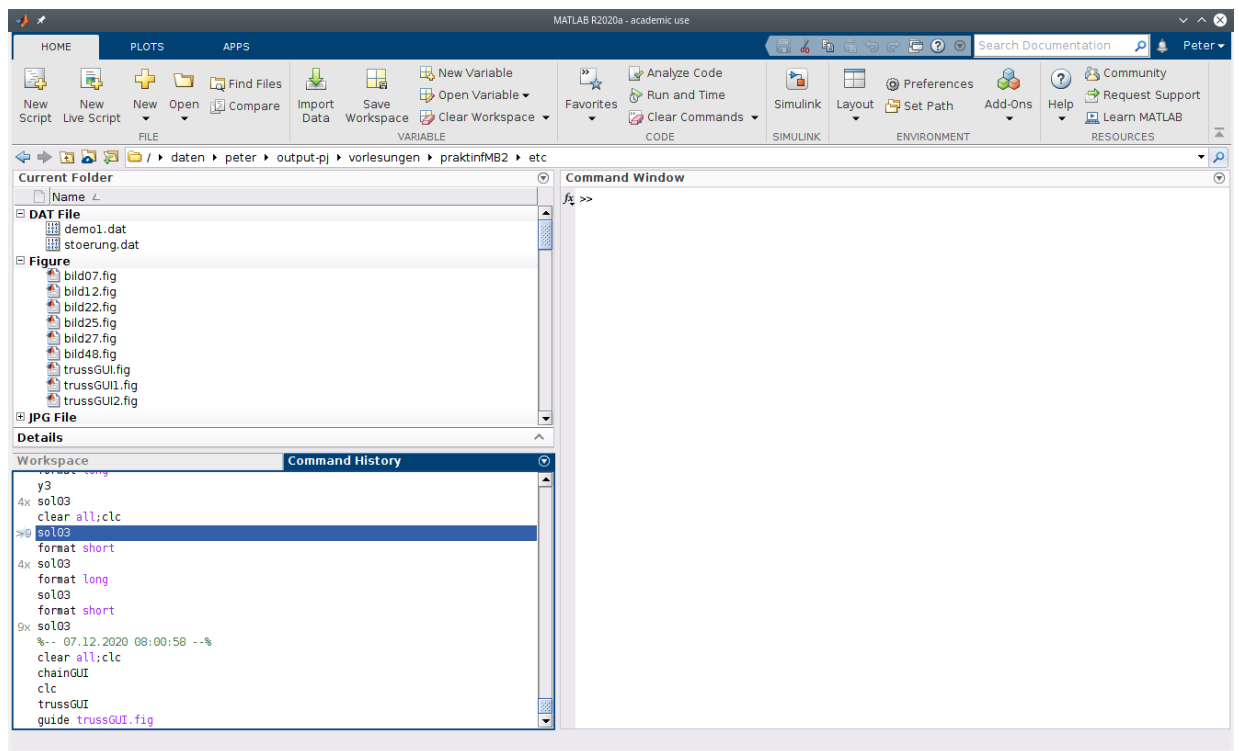 MATLAB R2020a - academic use
HOME PLOTS APPS
Search Documentation Peter
New Script
New Live Script
New
Open
Find Files
Compare
FILE
Import Data
Save Workspace
New Variable
Open Variable
Clear Workspace
VARIABLE
Favorites
Analyze Code
Run and Time
Clear Commands
CODE
Simulink
SIMULINK
Layout
Preferences
Set Path
Add-Ons
ENVIRONMENT
Help
Community
Request Support
Learn MATLAB
RESOURCES
/ daten peter output-pj vorlesungen praktinfMB2 etc
Current Folder
Name
DAT File
demo1.dat
stoerung.dat
Figure
bild07.fig
bild12.fig
bild22.fig
bild25.fig
bild27.fig
bild48.fig
trussGUI.fig
trussGUI1.fig
trussGUI2.fig
JPG File
Details
Workspace
Command History
format long
y3
4x sol03
clear all;clc
sol03
format short
4x sol03
format long
sol03
format short
9x sol03
%-- 07.12.2020 08:00:58 --%
clear all;clc
chainGUI
clc
trussGUI
guide trussGUI.fig
Command Window
fx >>